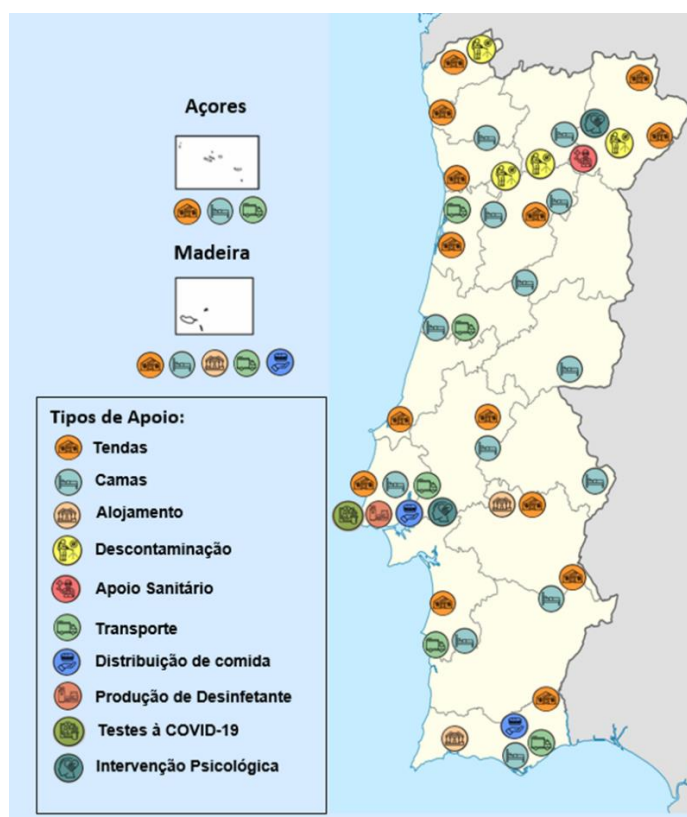 Açores
Madeira
Tipos de Apoio:
Tendas
Camas
Alojamento
Descontaminação
Apoio Sanitário
Transporte
Distribuição de comida
Produção de Desinfetante
Testes à COVID-19
Intervenção Psicológica